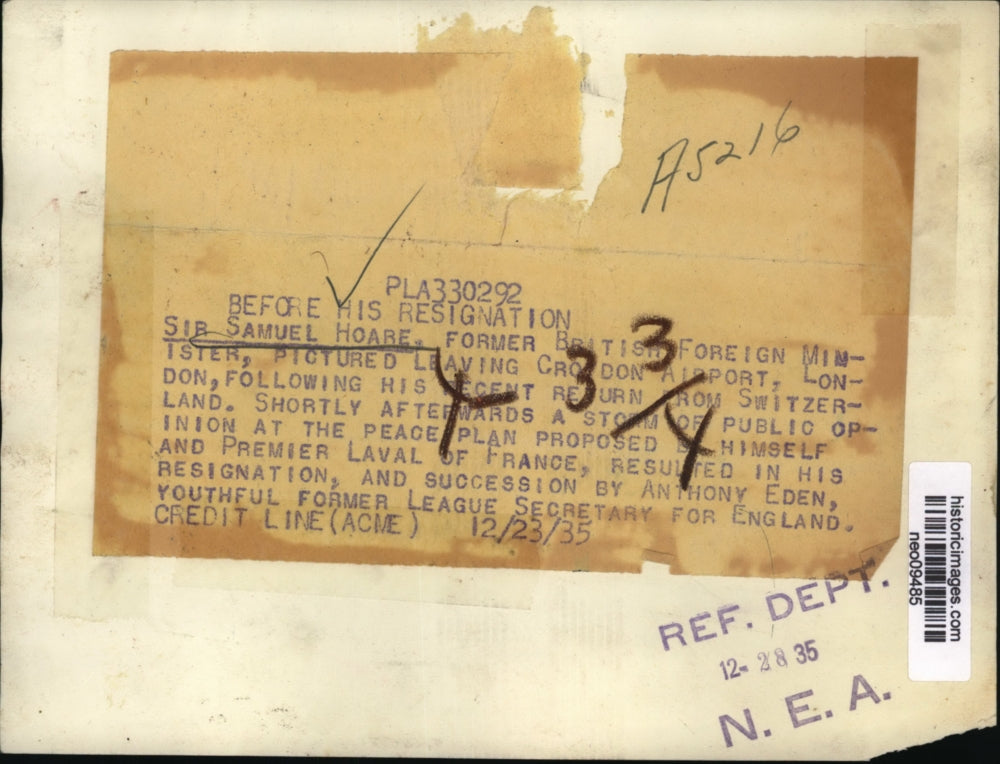 A5216
PLA330292
BEFORE HIS RESIGNATION
SIR SAMUEL HOARE, FORMER BRITISH FOREIGN MIN-
ISTER, PICTURED LEAVING CROYDON AIRPORT, LON-
DON, FOLLOWING HIS RECENT RETURN FROM SWITZER-
LAND. SHORTLY AFTERWARDS A STORM OF PUBLIC OP-
INION AT THE PEACE PLAN PROPOSED BY HIMSELF
AND PREMIER LAVAL OF FRANCE, RESULTED IN HIS
RESIGNATION, AND SUCCESSION BY ANTHONY EDEN,
YOUTHFUL FORMER LEAGUE SECRETARY FOR ENGLAND.
CREDIT LINE (ACME) 12/23/35
4 3 3/4
REF. DEPT.
12-28 35
N. E. A.
historicimages.com
neo09485